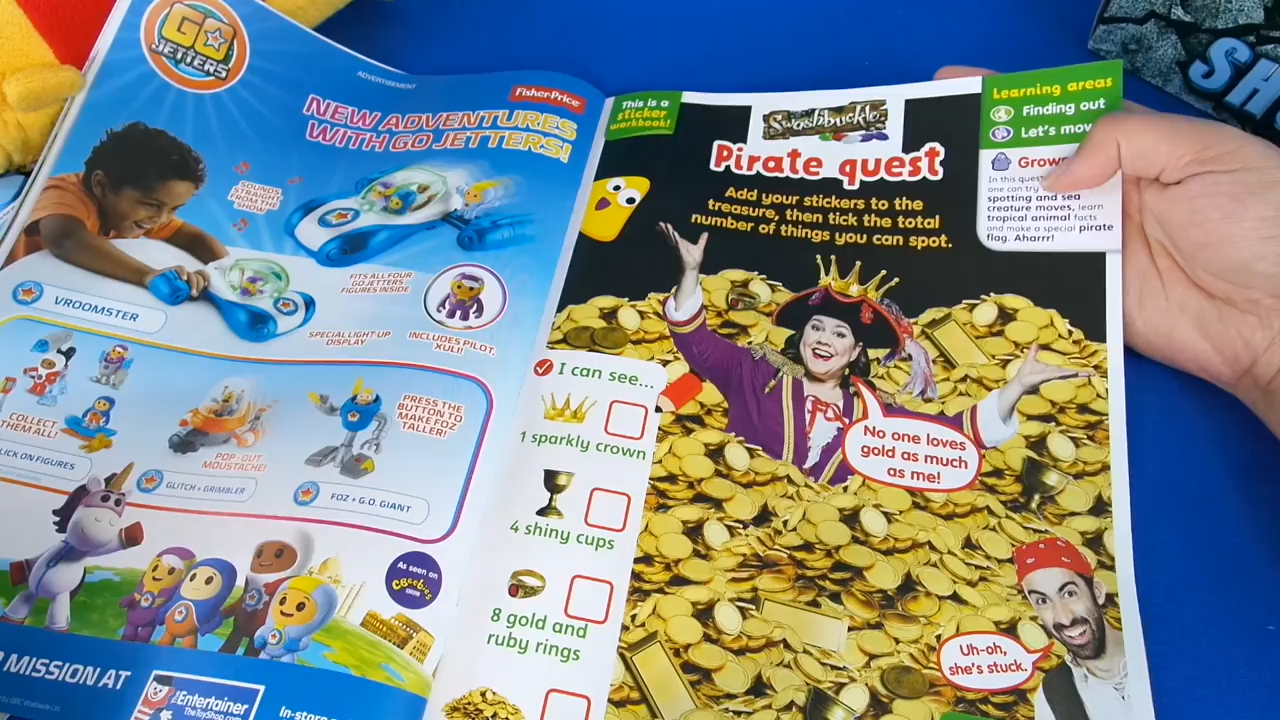 GO
JETTERS
ADVERTISEMENT
Fisher-Price
NEW ADVENTURES
WITH GO JETTERS!
SOUNDS
STRAIGHT
FROM THE
SHOW
FITS ALL FOUR
GO JETTERS
FIGURES INSIDE
VROOMSTER
SPECIAL LIGHT UP
DISPLAY
INCLUDES PILOT,
XULI!
COLLECT
THEM ALL!
CLICK ON FIGURES
POP-OUT
MOUSTACHE!
GLITCH + GRIMBLER
PRESS THE
BUTTON TO
MAKE FOZ
TALLER!
FOZ + G.O. GIANT
As seen on
CBeebies
BBC
MISSION AT
The Entertainer
TheToyShop.com
In-store
This is a
sticker
workbook!
Swashbuckle
Pirate quest
Add your stickers to the
treasure, then tick the total
number of things you can spot.
Learning areas
Finding out
Let's mov
Grow
In this quest
one can try
spotting and sea
creature moves, learn
tropical animal facts
and make a special pirate
flag. Aharrr!
I can see...
1 sparkly crown
4 shiny cups
8 gold and
ruby rings
No one loves
gold as much
as me!
Uh-oh,
she's stuck.
SH